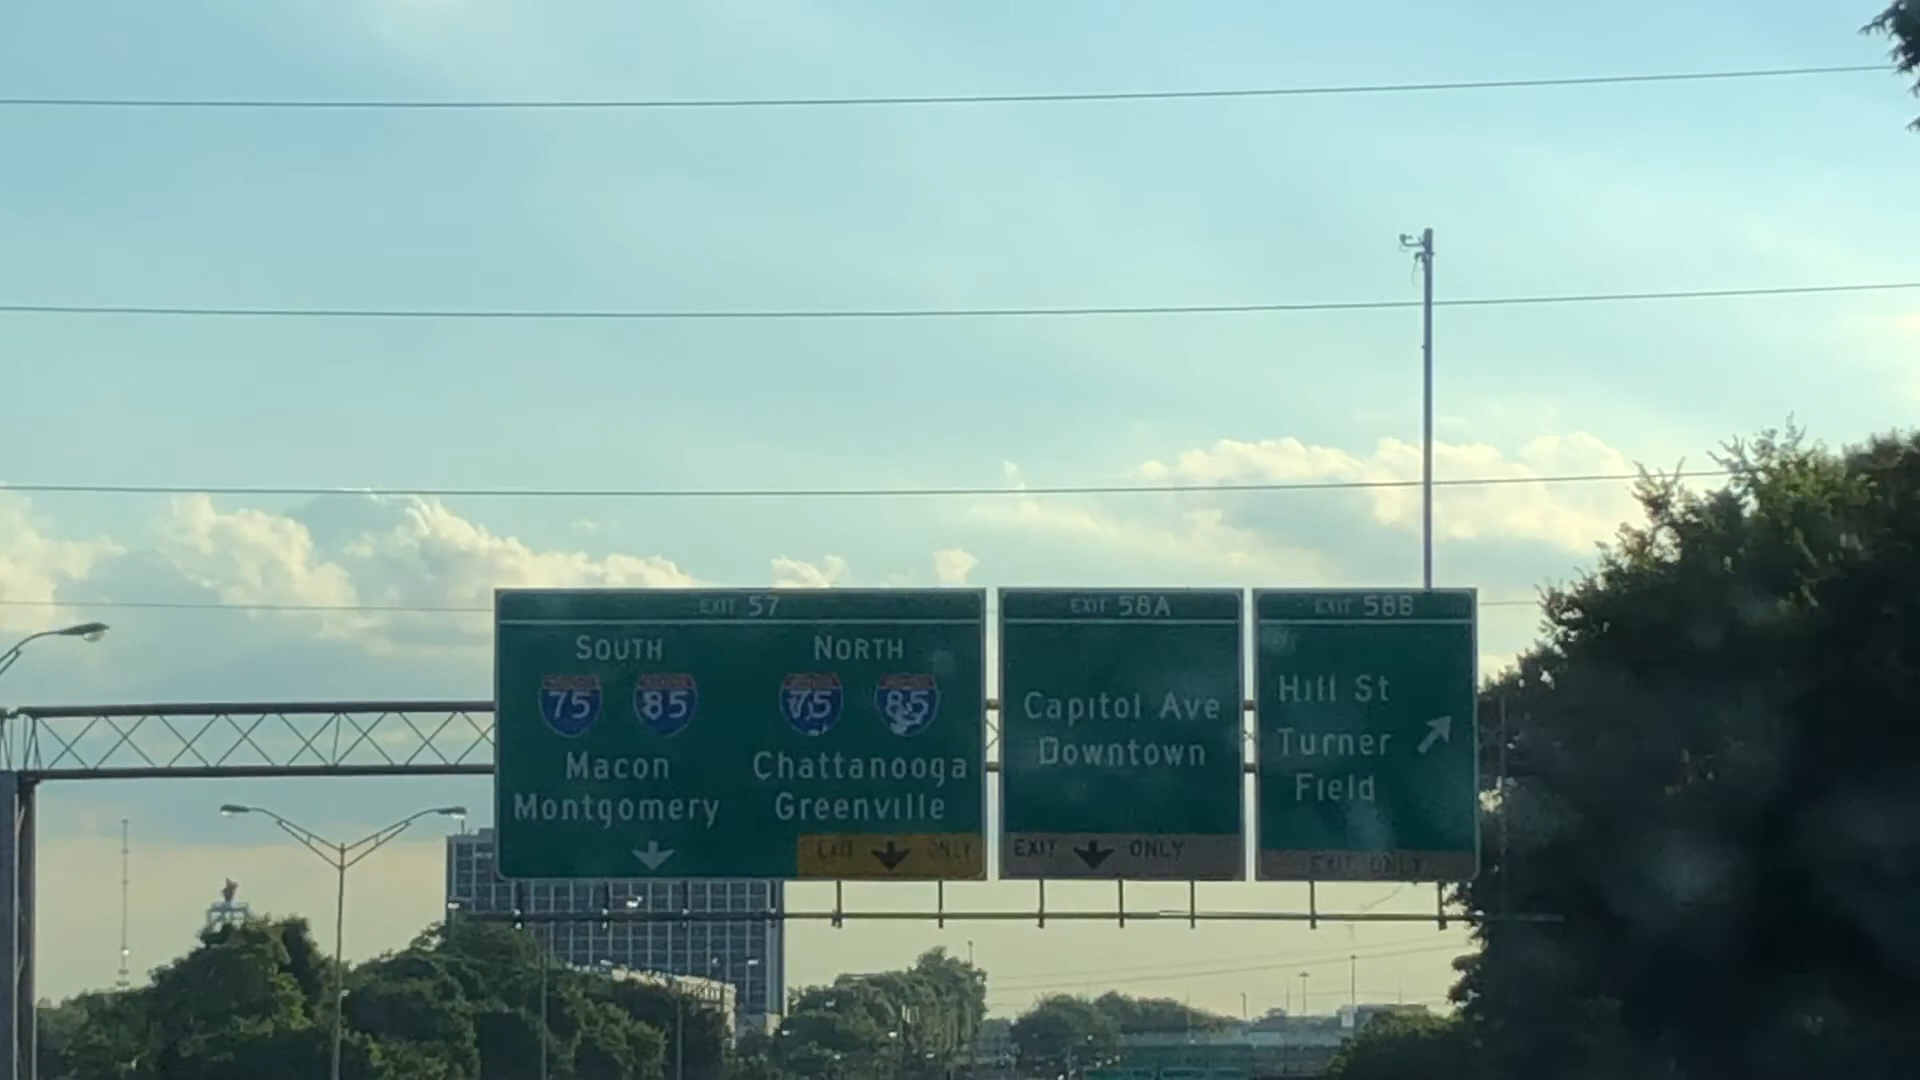 EXIT 57
SOUTH
NORTH
75 85
75 85
Macon
Montgomery
Chattanooga
Greenville
EXIT ONLY
EXIT 58A
Capitol Ave
Downtown
EXIT ONLY
EXIT 58B
Hill St
Turner
Field
EXIT ONLY